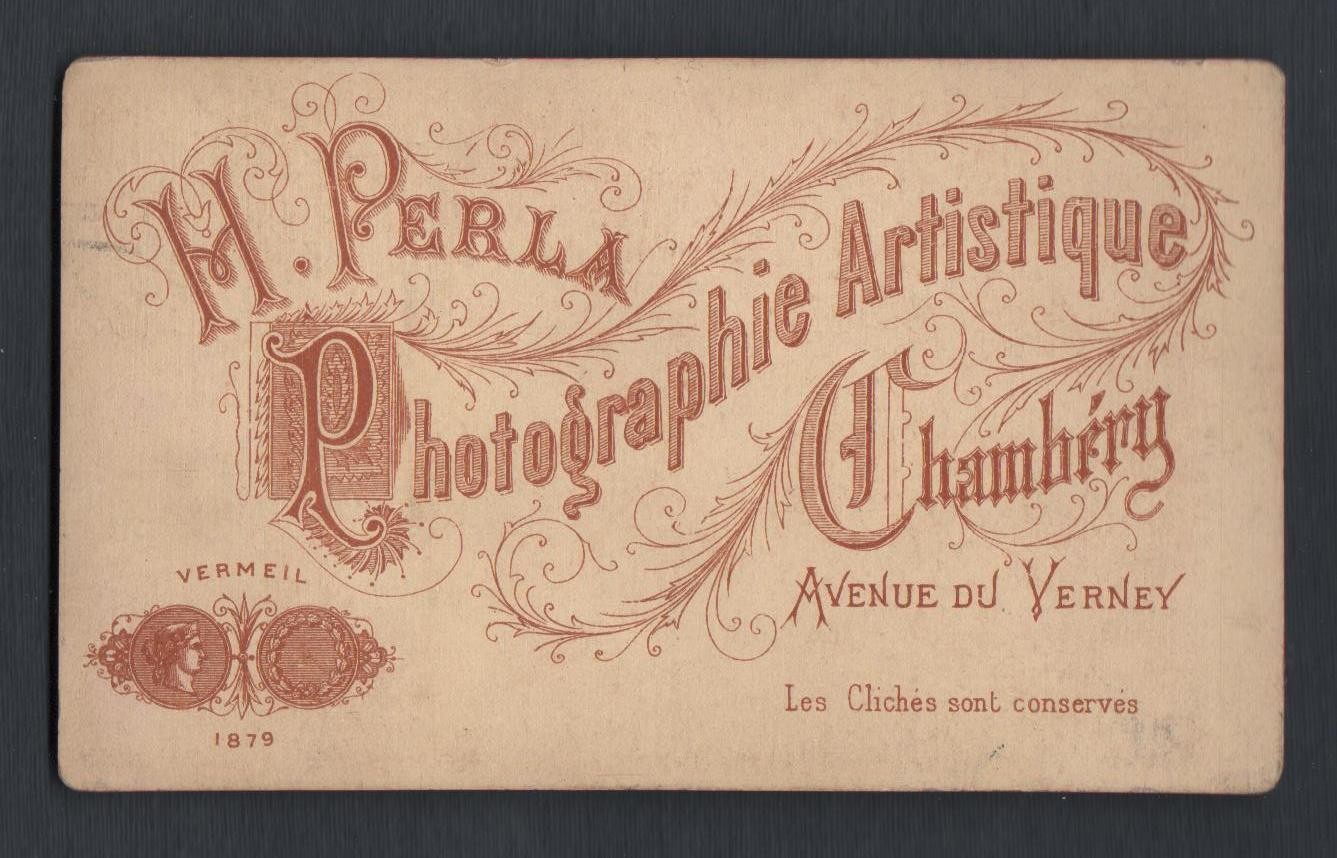 H. PERLA
Photographie Artistique
Chambéry
AVENUE DU VERNEY
VERMEIL
1879
Les Clichés sont conservés